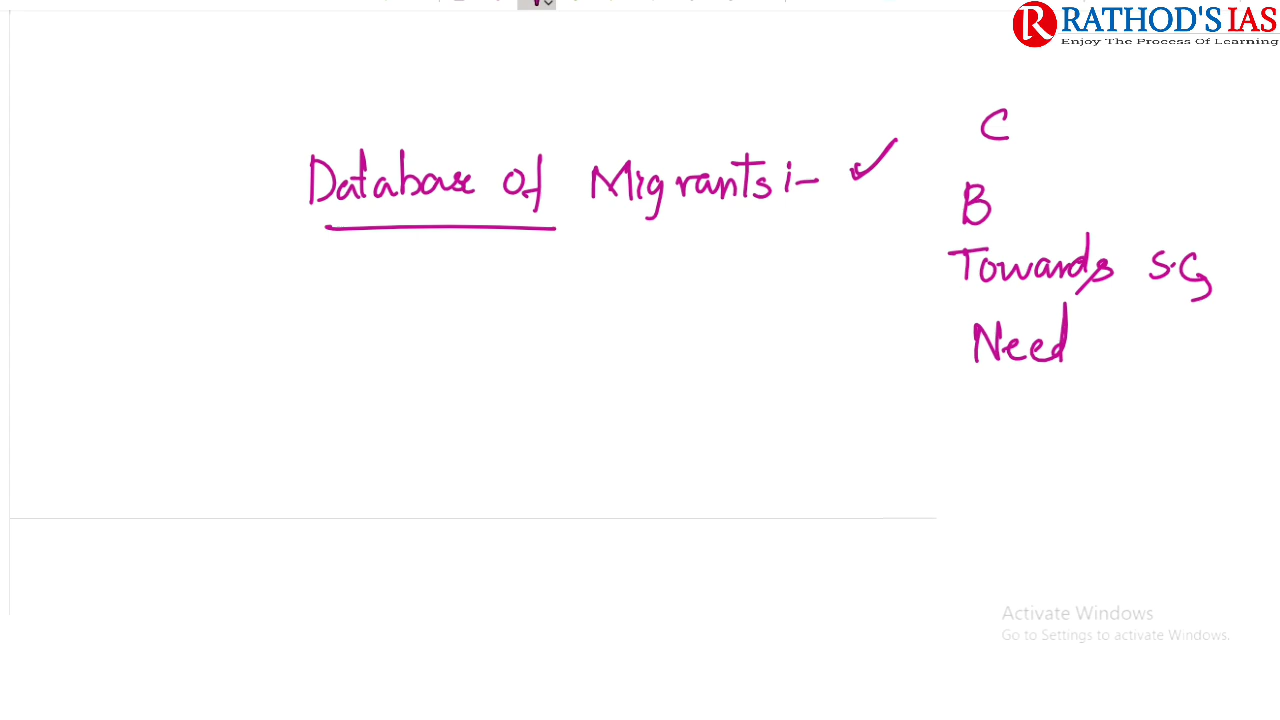 RATHOD'S IAS
Enjoy The Process Of Learning
C
Database of Migrants:- ✓
B
Towards S.G
Need
Activate Windows
Go to Settings to activate Windows.